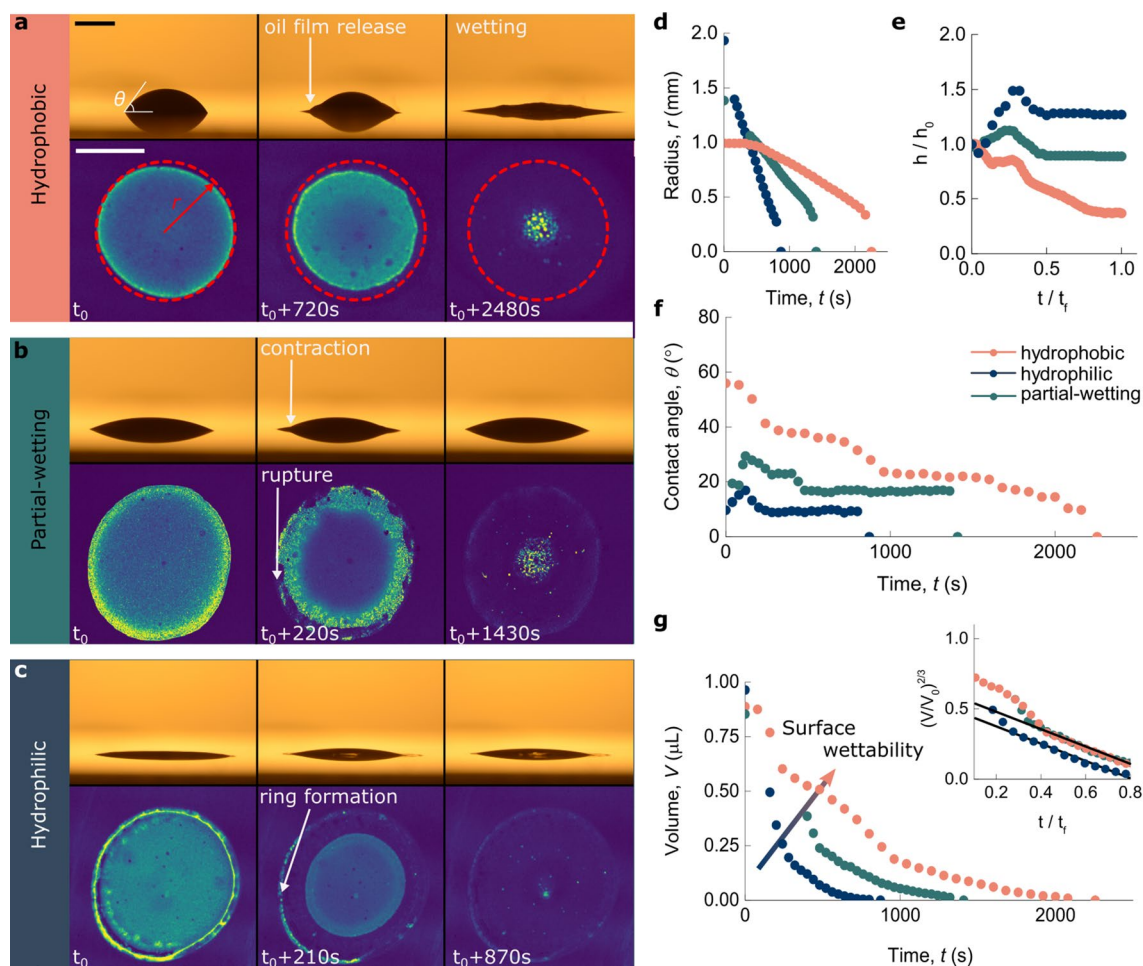 a
oil film release
wetting
θ
Hydrophobic
r
t₀
t₀+720s
t₀+2480s
b
contraction
Partial-wetting
rupture
t₀
t₀+220s
t₀+1430s
c
Hydrophilic
ring formation
t₀
t₀+210s
t₀+870s
d
2.0
1.5
1.0
0.5
0.0
Radius, r (mm)
0 1000 2000
Time, t (s)
e
2.0
1.5
1.0
0.5
0.0
h / h₀
0.0 0.5 1.0
t / t_f
f
80
60
40
20
0
Contact angle, θ (°)
hydrophobic
hydrophilic
partial-wetting
0 1000 2000
Time, t (s)
g
1.00
0.75
0.50
0.25
0.00
Volume, V (μL)
Surface
wettability
0 1000 2000
Time, t (s)
1.0
0.5
0.0
(V/V₀)^2/3
0.2 0.4 0.6 0.8
t / t_f